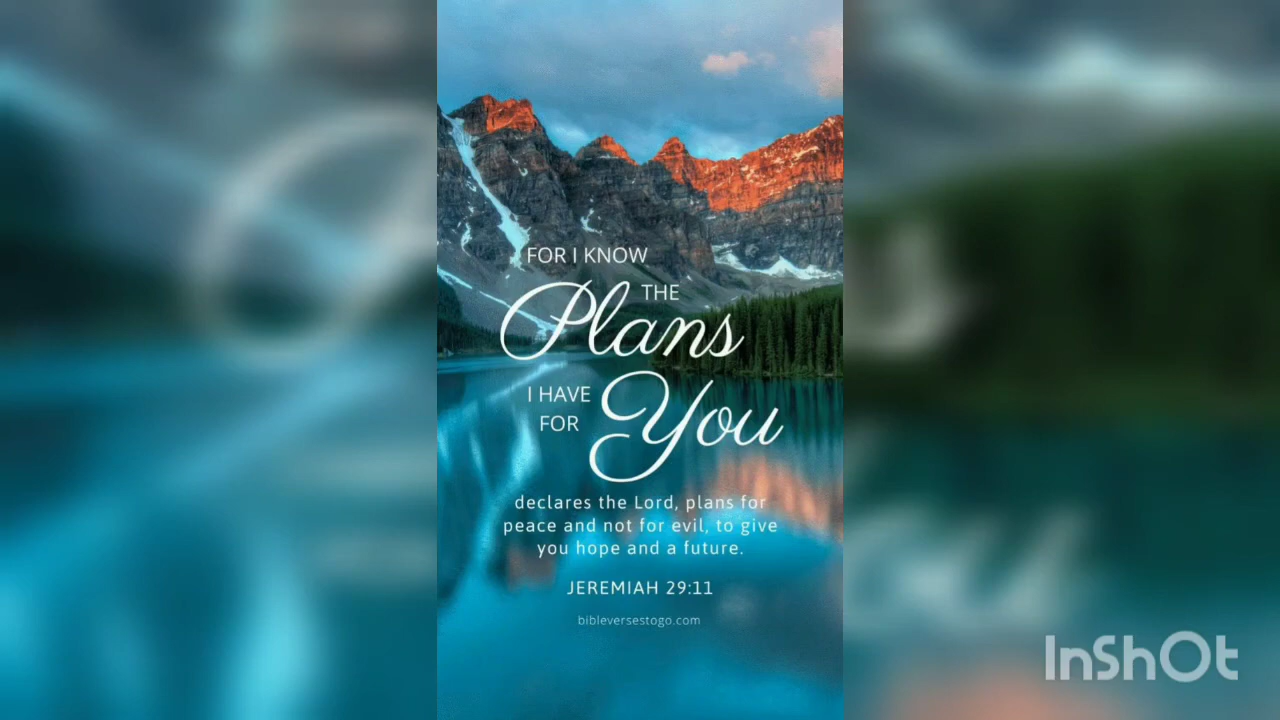 FOR I KNOW
THE
Plans
I HAVE
FOR
You
declares the Lord, plans for
peace and not for evil, to give
you hope and a future.
JEREMIAH 29:11
bibleversestogo.com
InShOt